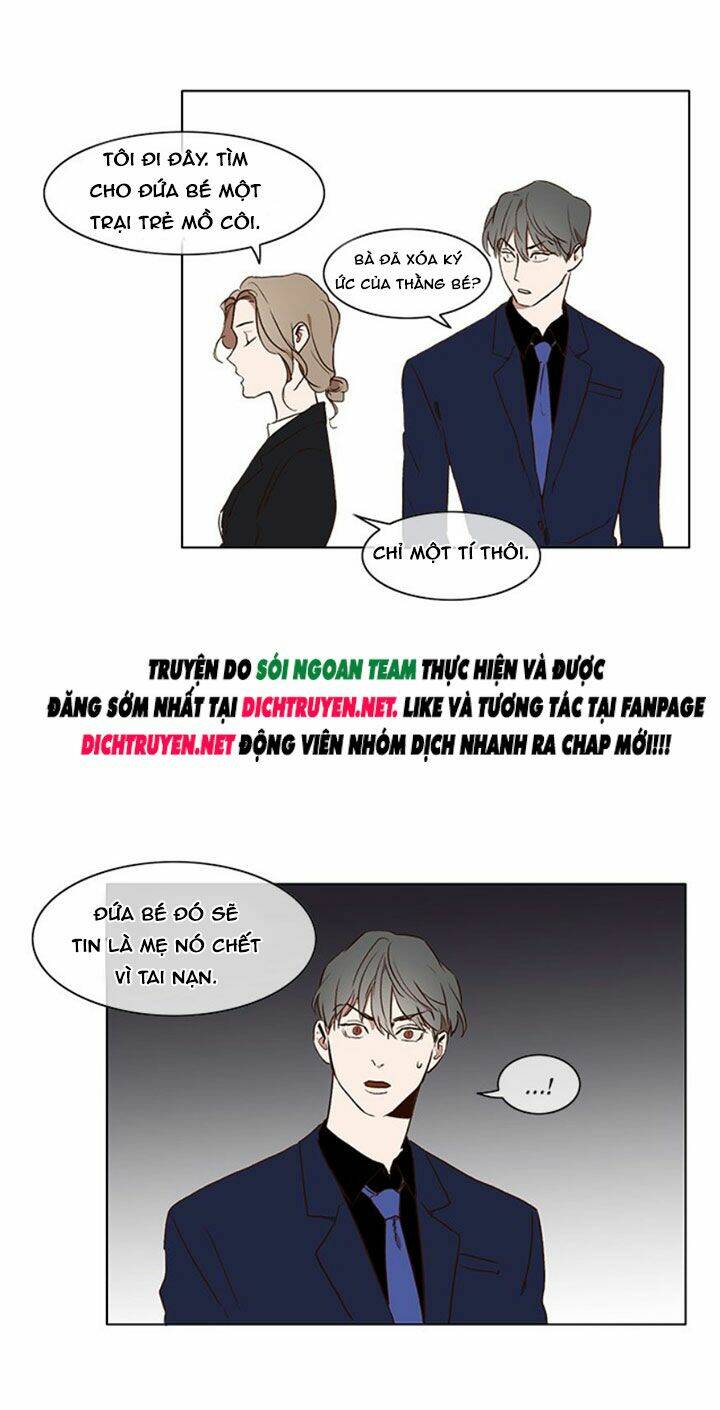 TÔI ĐI ĐÂY. TÌM
CHO ĐỨA BÉ MỘT
TRẠI TRẺ MỒ CÔI.
BÀ ĐÃ XÓA KÝ
ỨC CỦA THẰNG BÉ?
CHỈ MỘT TÍ THÔI.
TRUYỆN DO SÓI NGOAN TEAM THỰC HIỆN VÀ ĐƯỢC
ĐĂNG SỚM NHẤT TẠI DICHTRUYEN.NET. LIKE VÀ TƯƠNG TÁC TẠI FANPAGE
DICHTRUYEN.NET ĐỘNG VIÊN NHÓM DỊCH NHANH RA CHAP MỚI!!!
ĐỨA BÉ ĐÓ SẼ
TIN LÀ MẸ NÓ CHẾT
VÌ TAI NẠN.
...!